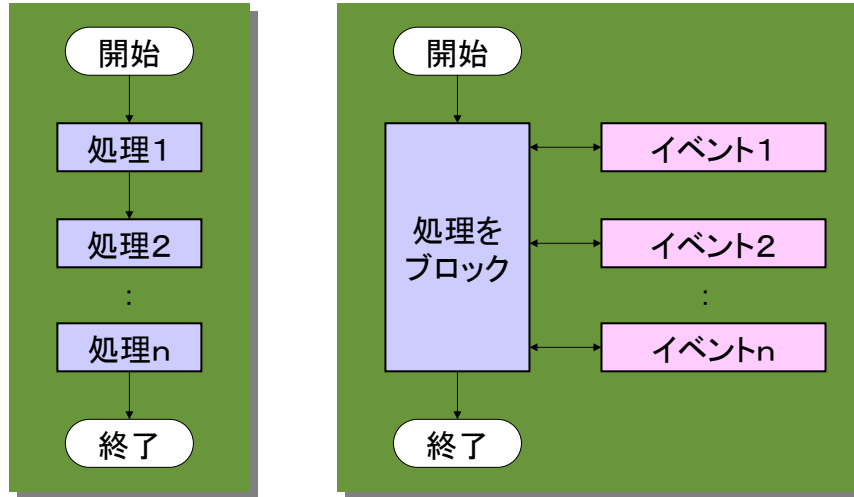 開始
処理１
処理２
：
処理ｎ
終了
開始
処理を
ブロック
イベント１
イベント２
：
イベントｎ
終了